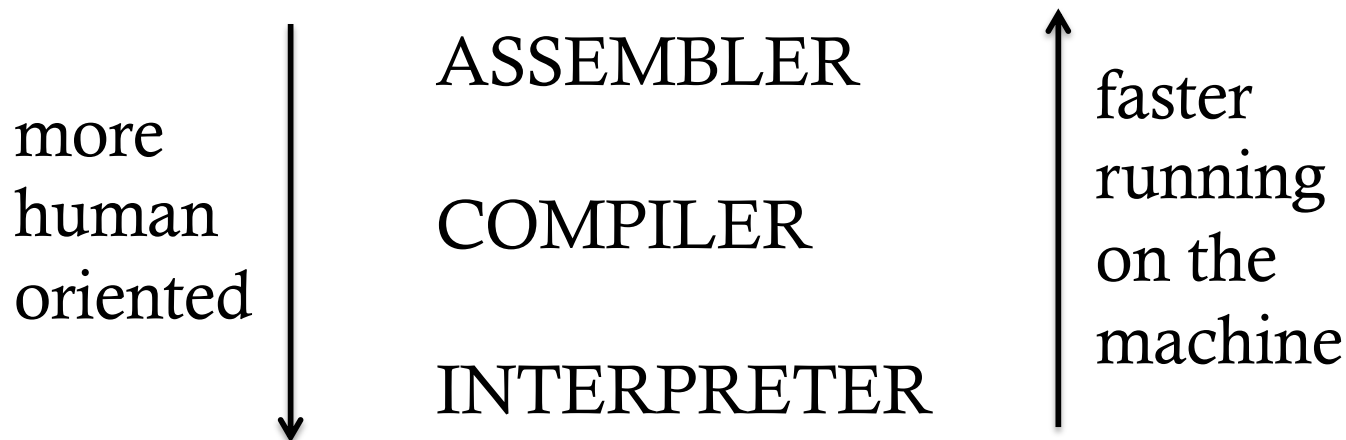 more
human
oriented
ASSEMBLER
COMPILER
INTERPRETER
faster
running
on the
machine